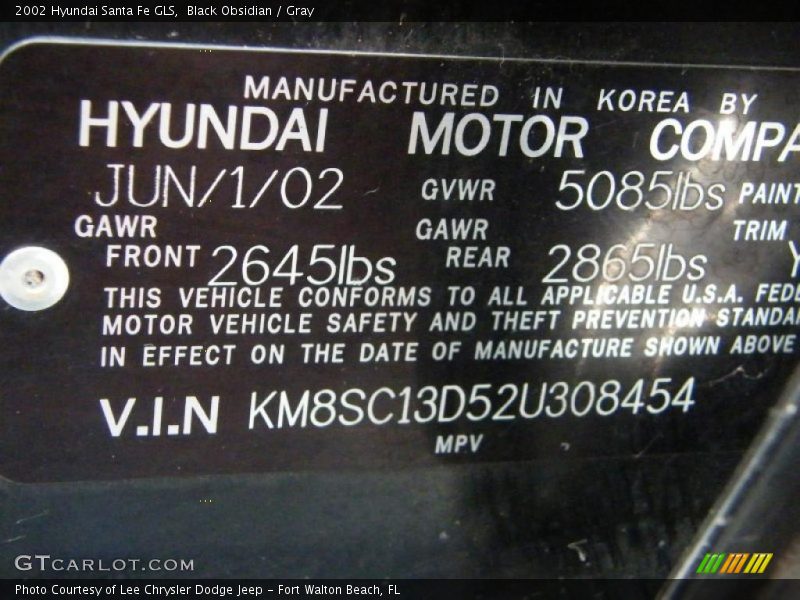 2002 Hyundai Santa Fe GLS, Black Obsidian / Gray
MANUFACTURED IN KOREA BY
HYUNDAI MOTOR COMPA
JUN/1/02 GVWR 5085lbs PAINT
GAWR GAWR TRIM
FRONT 2645lbs REAR 2865lbs Y
THIS VEHICLE CONFORMS TO ALL APPLICABLE U.S.A. FEDE
MOTOR VEHICLE SAFETY AND THEFT PREVENTION STANDAR
IN EFFECT ON THE DATE OF MANUFACTURE SHOWN ABOVE
V.I.N KM8SC13D52U308454
MPV
GTCARLOT.COM
Photo Courtesy of Lee Chrysler Dodge Jeep - Fort Walton Beach, FL